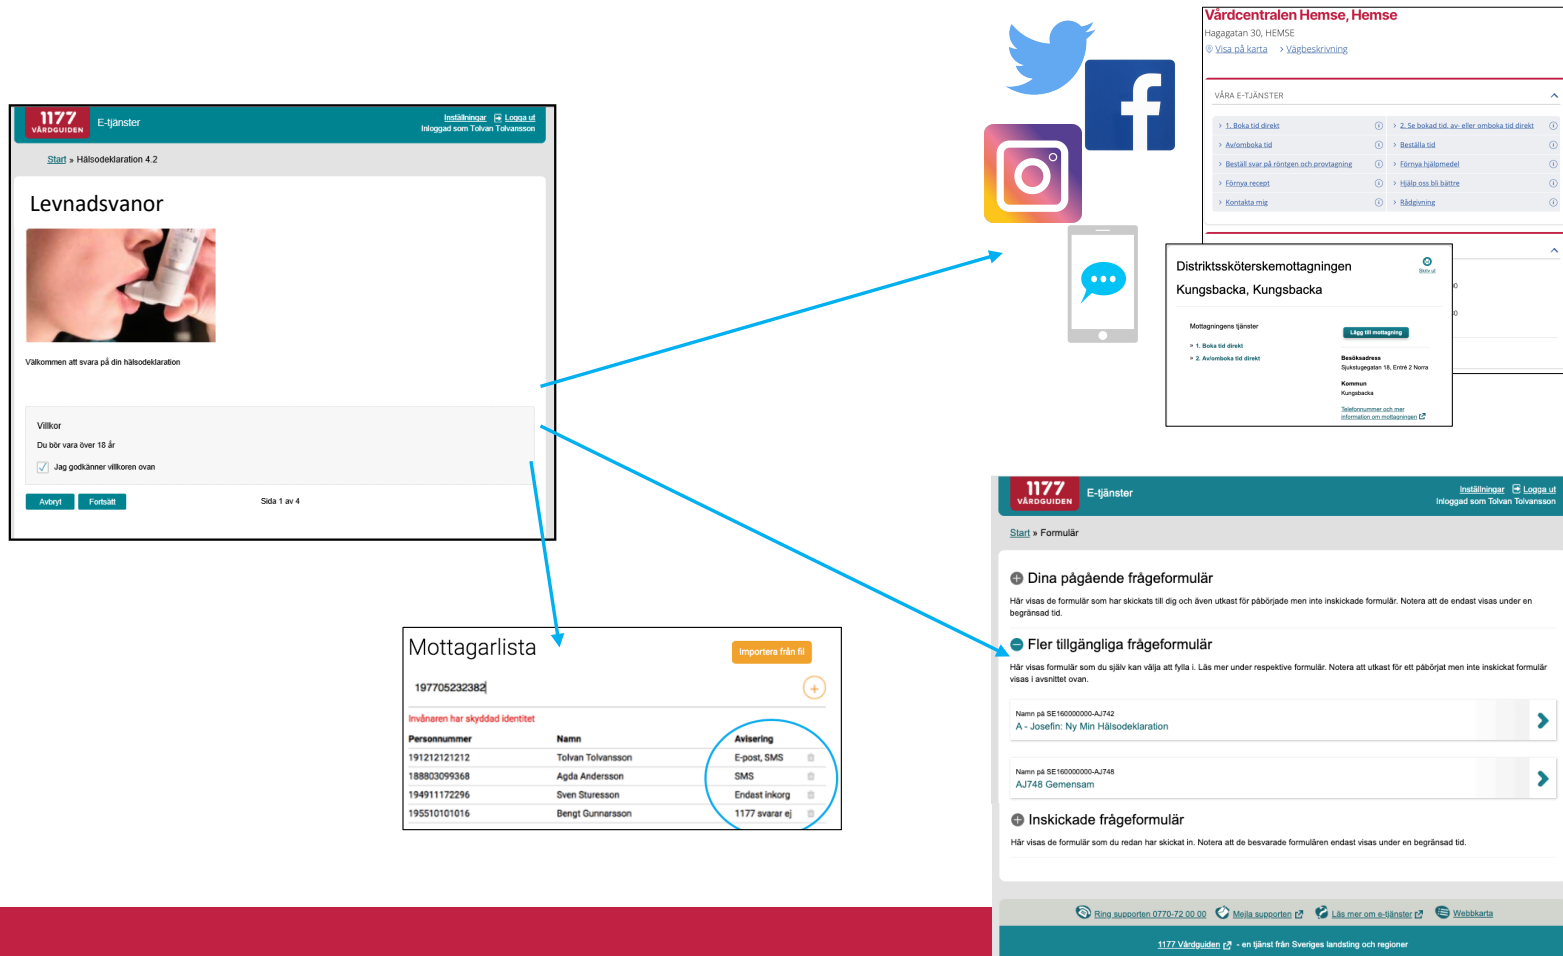 1177
VÅRDGUIDEN
E-tjänster
Inställningar Logga ut
Inloggad som Tolvan Tolvansson
Start » Hälsodeklaration 4.2
Levnadsvanor
Välkommen att svara på din hälsodeklaration
Villkor
Du bör vara över 18 år
Jag godkänner villkoren ovan
Avbryt Fortsätt Sida 1 av 4
Vårdcentralen Hemse, Hemse
Hagagatan 30, HEMSE
Visa på karta > Vägbeskrivning
VÅRA E-TJÄNSTER
> 1. Boka tid direkt > 2. Se bokad tid, av- eller omboka tid direkt
> Av/omboka tid > Beställa tid
> Beställ svar på röntgen och provtagning > Förnya hjälpmedel
> Förnya recept > Hjälp oss bli bättre
> Kontakta mig > Rådgivning
Distriktssköterskemottagningen
Kungsbacka, Kungsbacka
Skriv ut
Mottagningens tjänster
» 1. Boka tid direkt
» 2. Av/omboka tid direkt
Lägg till mottagning
Besöksadress
Sjukstugegatan 18, Entré 2 Norra
Kommun
Kungsbacka
Telefonnummer och mer
information om mottagningen
Mottagarlista
Importera från fil
197705232382
Invånaren har skyddad identitet
Personnummer Namn Avisering
191212121212 Tolvan Tolvansson E-post, SMS
188803099368 Agda Andersson SMS
194911172296 Sven Sturesson Endast inkorg
195510101016 Bengt Gunnarsson 1177 svarar ej
1177
VÅRDGUIDEN
E-tjänster
Inställningar Logga ut
Inloggad som Tolvan Tolvansson
Start » Formulär
Dina pågående frågeformulär
Här visas de formulär som har skickats till dig och även utkast för påbörjade men inte inskickade formulär. Notera att de endast visas under en
begränsad tid.
Fler tillgängliga frågeformulär
Här visas formulär som du själv kan välja att fylla i. Läs mer under respektive formulär. Notera att utkast för ett påbörjat men inte inskickat formulär
visas i avsnittet ovan.
Namn på SE160000000-AJ742
A - Josefin: Ny Min Hälsodeklaration
Namn på SE160000000-AJ748
AJ748 Gemensam
Inskickade frågeformulär
Här visas de formulär som du redan har skickat in. Notera att de besvarade formulären endast visas under en begränsad tid.
Ring supporten 0770-72 00 00 Mejla supporten Läs mer om e-tjänster Webbkarta
1177 Vårdguiden - en tjänst från Sveriges landsting och regioner